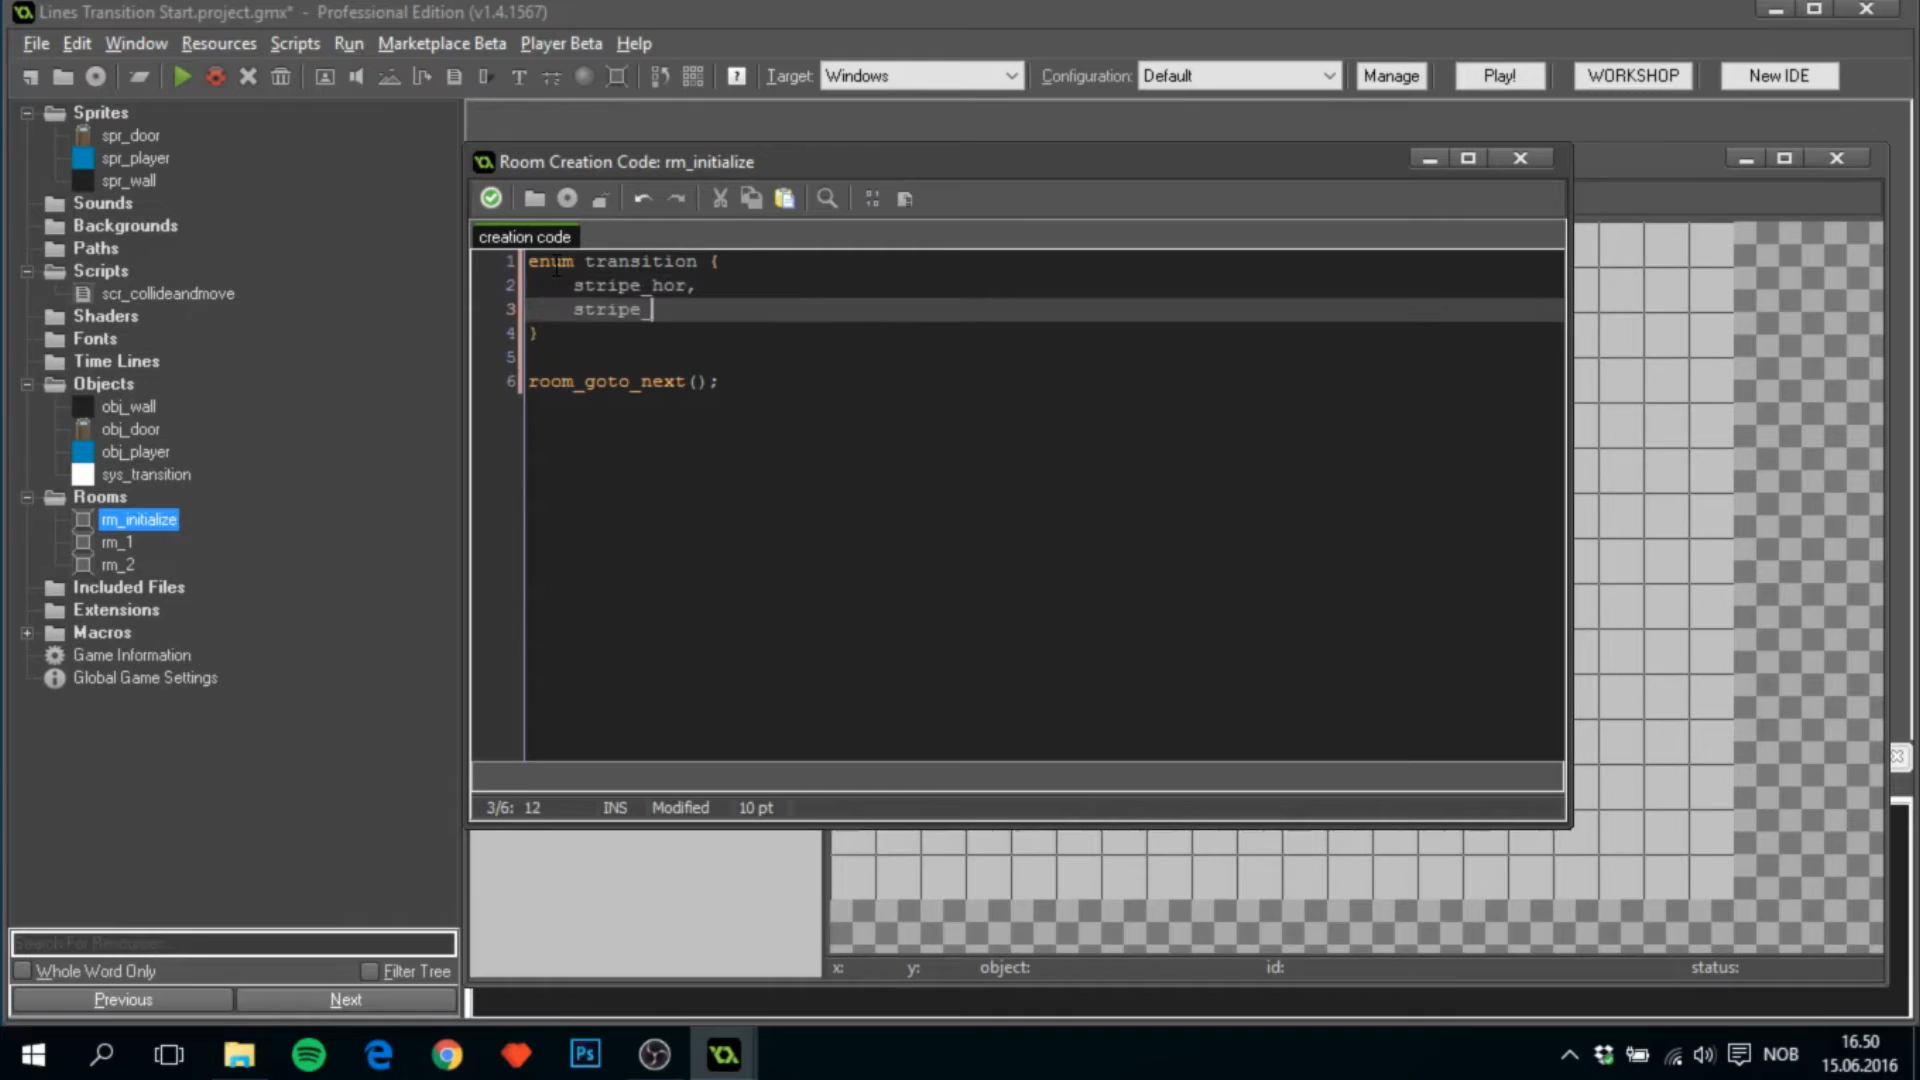 Lines Transition Start.project.gmx* - Professional Edition (v1.4.1567)
File Edit Window Resources Scripts Run Marketplace Beta Player Beta Help
Target: Windows Configuration: Default Manage Play! WORKSHOP New IDE
Sprites
spr_door
spr_player
spr_wall
Sounds
Backgrounds
Paths
Scripts
scr_collideandmove
Shaders
Fonts
Time Lines
Objects
obj_wall
obj_door
obj_player
sys_transition
Rooms
rm_initialize
rm_1
rm_2
Included Files
Extensions
Macros
Game Information
Global Game Settings
Search For Resources...
Whole Word Only Filter Tree
Previous Next
Room Creation Code: rm_initialize
creation code
1 enum transition {
2 stripe_hor,
3 stripe_
4 }
5
6 room_goto_next();
3/6: 12 INS Modified 10 pt
x: y: object: id: status:
Ps
NOB
16.50
15.06.2016